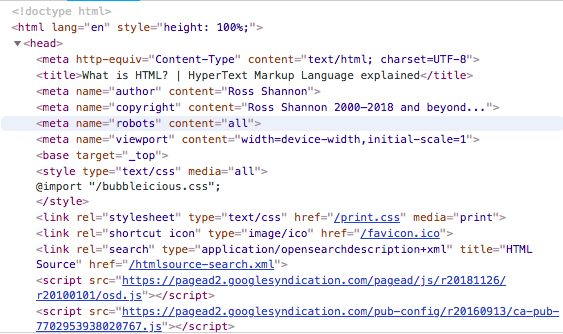 <!doctype html>
<html lang="en" style="height: 100%;">
<head>
<meta http-equiv="Content-Type" content="text/html; charset=UTF-8">
<title>What is HTML? | HyperText Markup Language explained</title>
<meta name="author" content="Ross Shannon">
<meta name="copyright" content="Ross Shannon 2000–2018 and beyond...">
<meta name="robots" content="all">
<meta name="viewport" content="width=device-width,initial-scale=1">
<base target="_top">
<style type="text/css" media="all">
@import "/bubbleicious.css";
</style>
<link rel="stylesheet" type="text/css" href="/print.css" media="print">
<link rel="shortcut icon" type="image/ico" href="/favicon.ico">
<link rel="search" type="application/opensearchdescription+xml" title="HTML
Source" href="/htmlsource-search.xml">
<script src="https://pagead2.googlesyndication.com/pagead/js/r20181126/
r20100101/osd.js"></script>
<script src="https://pagead2.googlesyndication.com/pub-config/r20160913/ca-pub-
7702953938020767.js"></script>